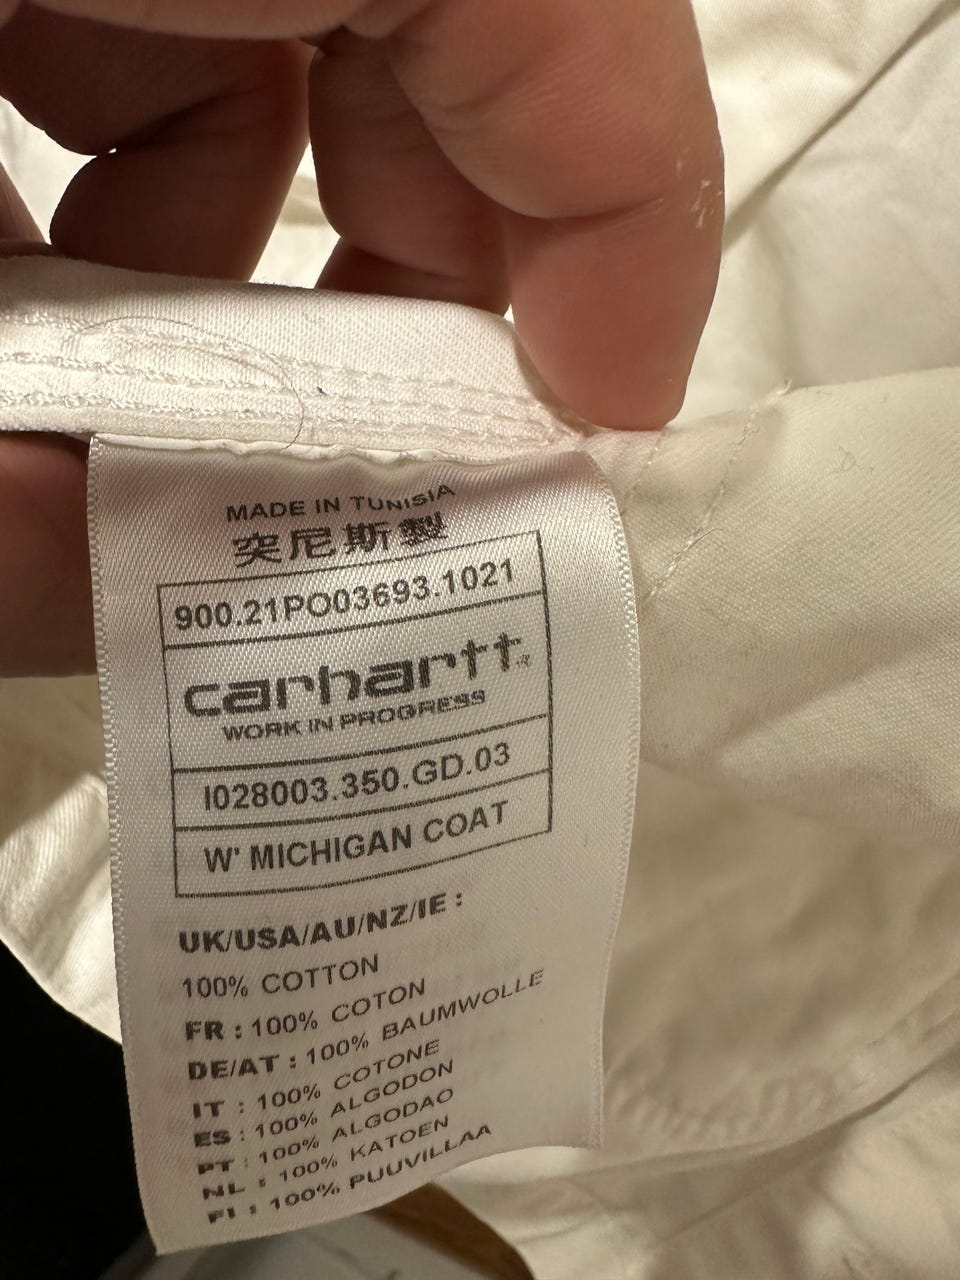 MADE IN TUNISIA
突尼斯製
900.21PO03693.1021
carhartt®
WORK IN PROGRESS
I028003.350.GD.03
W' MICHIGAN COAT
UK/USA/AU/NZ/IE :
100% COTTON
FR : 100% COTON
DE/AT : 100% BAUMWOLLE
IT : 100% COTONE
ES : 100% ALGODON
PT : 100% ALGODAO
NL : 100% KATOEN
FI : 100% PUUVILLAA